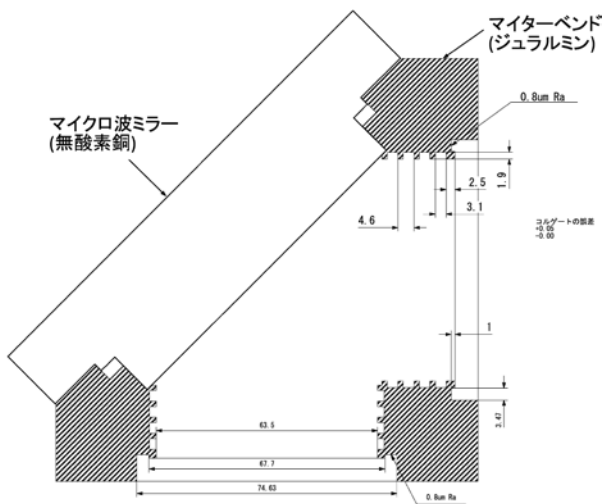 マイターベンド
(ジュラルミン)
0.8um Ra
マイクロ波ミラー
(無酸素銅)
1.9
2.5
3.1
4.6
コルゲートの誤差
+0.05
-0.00
1
3.47
63.5
67.7
74.63
0.8um Ra